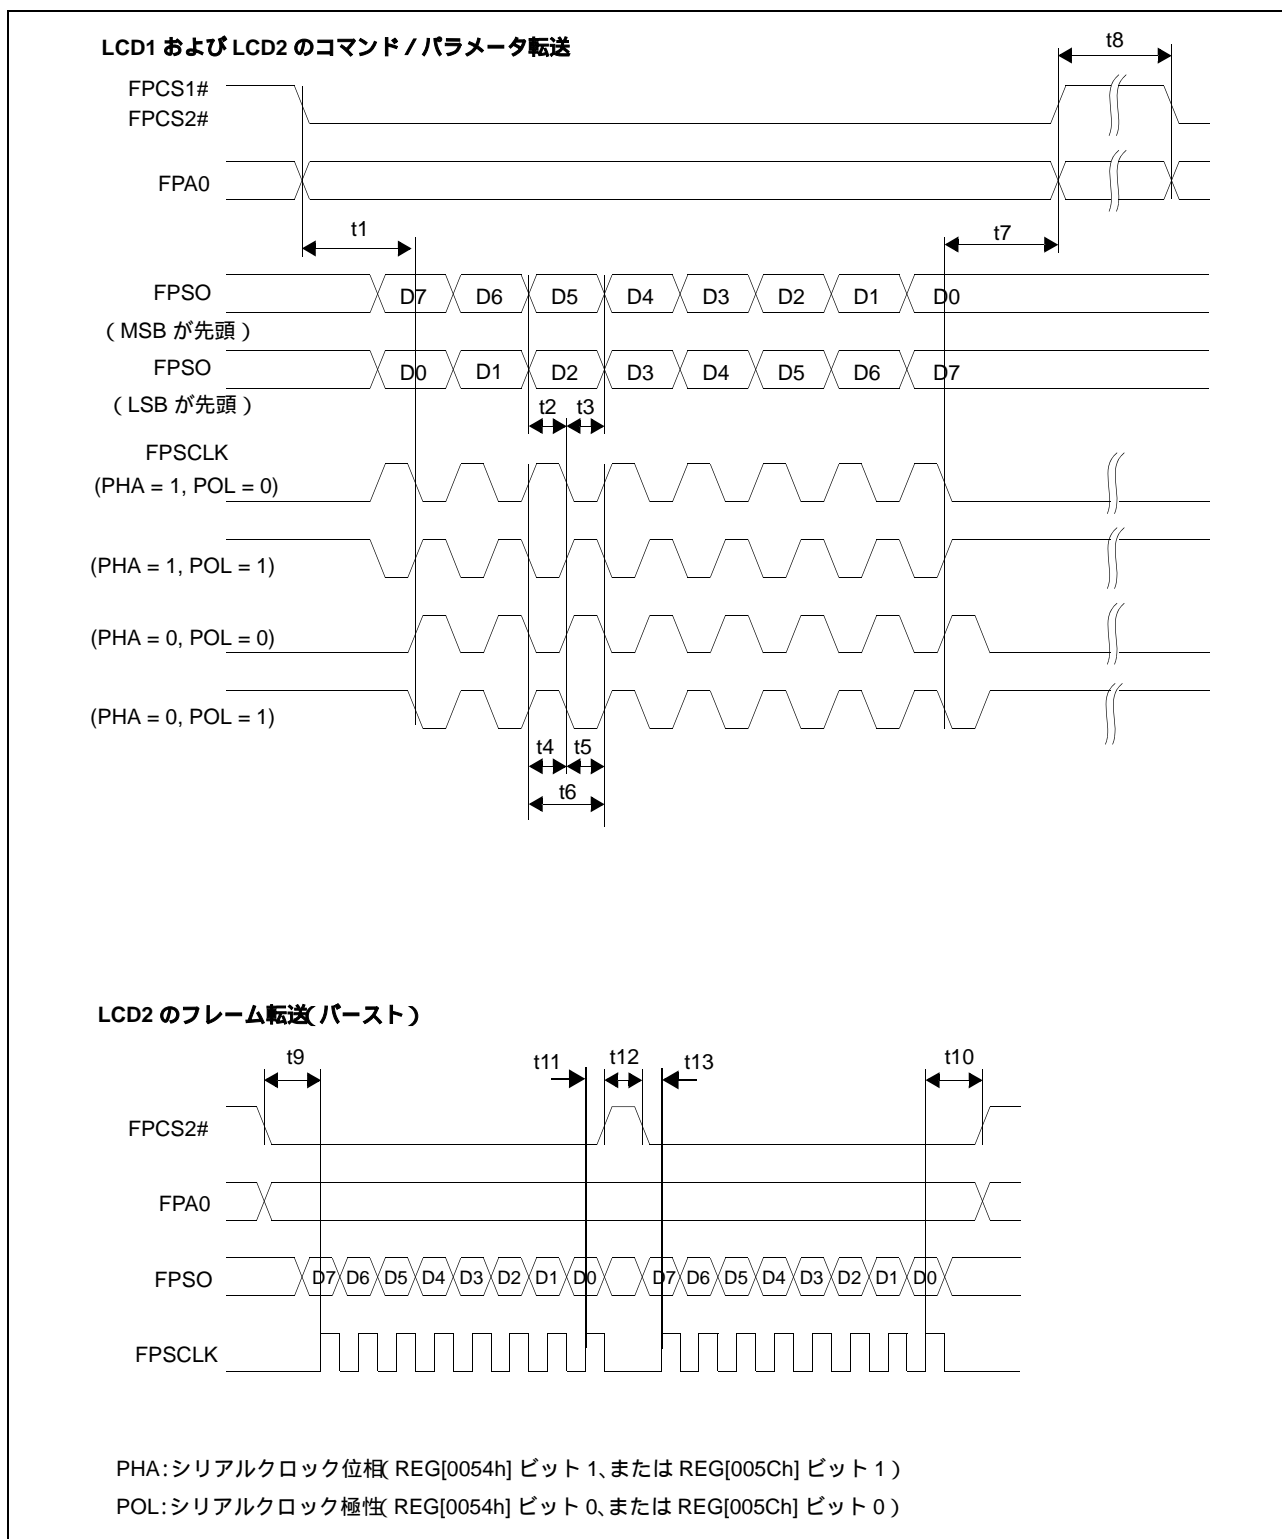 LCD1 および LCD2 のコマンド / パラメータ転送
t8
FPCS1#
FPCS2#
FPA0
t1
t7
FPSO
D7 D6 D5 D4 D3 D2 D1 D0
( MSB が先頭 )
FPSO
D0 D1 D2 D3 D4 D5 D6 D7
( LSB が先頭 )
t2 t3
FPSCLK
(PHA = 1, POL = 0)
(PHA = 1, POL = 1)
(PHA = 0, POL = 0)
(PHA = 0, POL = 1)
t4 t5
t6
LCD2 のフレーム転送( バースト )
t9 t11 t12 t13 t10
FPCS2#
FPA0
FPSO
D7 D6 D5 D4 D3 D2 D1 D0 D7 D6 D5 D4 D3 D2 D1 D0
FPSCLK
PHA:シリアルクロック位相( REG[0054h] ビット 1、または REG[005Ch] ビット 1 )
POL:シリアルクロック極性( REG[0054h] ビット 0、または REG[005Ch] ビット 0 )